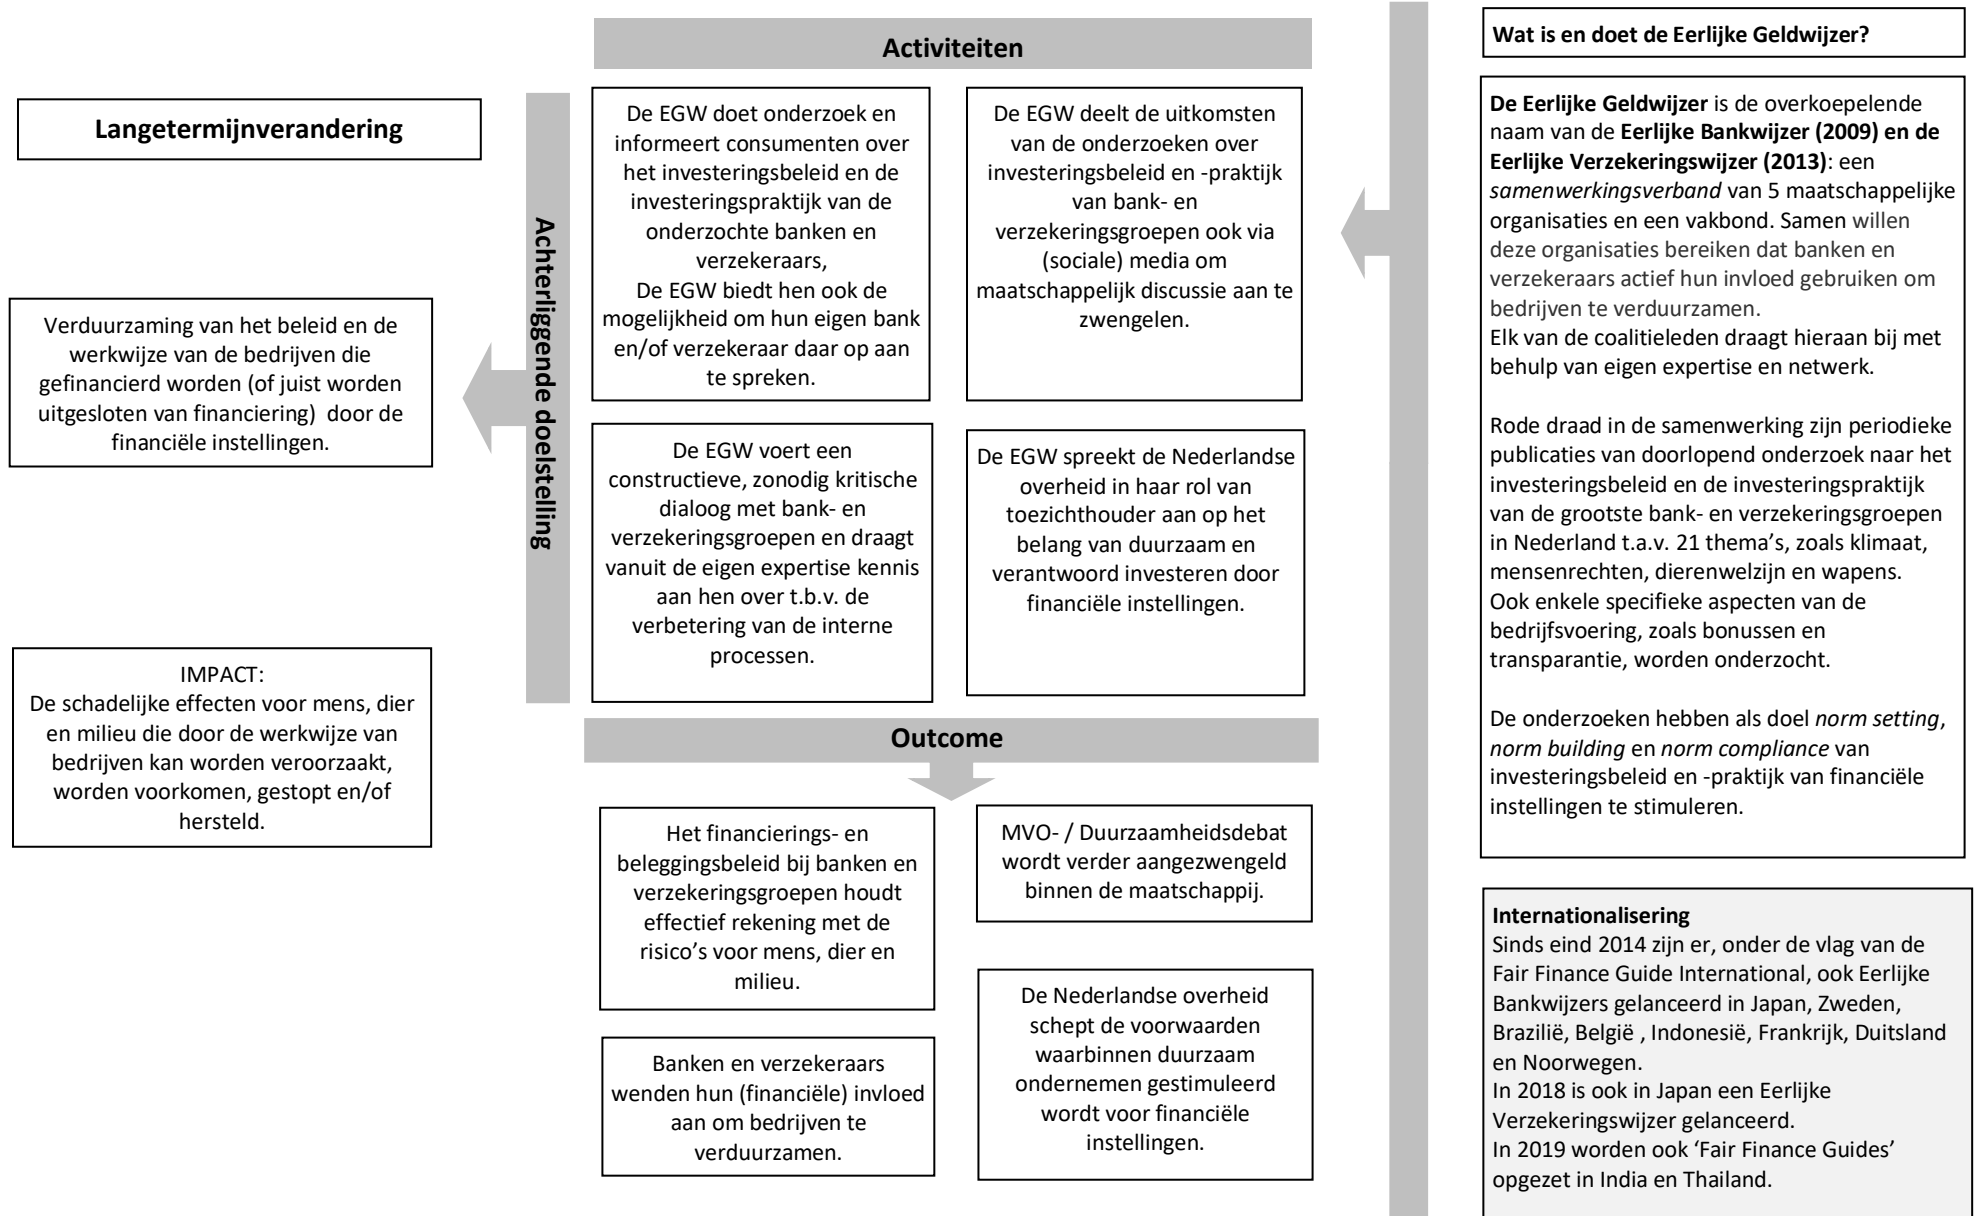 Langetermijnverandering
Verduurzaming van het beleid en de
werkwijze van de bedrijven die
gefinancierd worden (of juist worden
uitgesloten van financiering) door de
financiële instellingen.
IMPACT:
De schadelijke effecten voor mens, dier
en milieu die door de werkwijze van
bedrijven kan worden veroorzaakt,
worden voorkomen, gestopt en/of
hersteld.
Achterliggende doelstelling
Activiteiten
De EGW doet onderzoek en
informeert consumenten over
het investeringsbeleid en de
investeringspraktijk van de
onderzochte banken en
verzekeraars,
De EGW biedt hen ook de
mogelijkheid om hun eigen bank
en/of verzekeraar daar op aan
te spreken.
De EGW deelt de uitkomsten
van de onderzoeken over
investeringsbeleid en -praktijk
van bank- en
verzekeringsgroepen ook via
(sociale) media om
maatschappelijk discussie aan te
zwengelen.
De EGW voert een
constructieve, zonodig kritische
dialoog met bank- en
verzekeringsgroepen en draagt
vanuit de eigen expertise kennis
aan hen over t.b.v. de
verbetering van de interne
processen.
De EGW spreekt de Nederlandse
overheid in haar rol van
toezichthouder aan op het
belang van duurzaam en
verantwoord investeren door
financiële instellingen.
Outcome
Het financierings- en
beleggingsbeleid bij banken en
verzekeringsgroepen houdt
effectief rekening met de
risico’s voor mens, dier en
milieu.
MVO- / Duurzaamheidsdebat
wordt verder aangezwengeld
binnen de maatschappij.
Banken en verzekeraars
wenden hun (financiële) invloed
aan om bedrijven te
verduurzamen.
De Nederlandse overheid
schept de voorwaarden
waarbinnen duurzaam
ondernemen gestimuleerd
wordt voor financiële
instellingen.
Wat is en doet de Eerlijke Geldwijzer?
De Eerlijke Geldwijzer is de overkoepelende
naam van de Eerlijke Bankwijzer (2009) en de
Eerlijke Verzekeringswijzer (2013): een
samenwerkingsverband van 5 maatschappelijke
organisaties en een vakbond. Samen willen
deze organisaties bereiken dat banken en
verzekeraars actief hun invloed gebruiken om
bedrijven te verduurzamen.
Elk van de coalitieleden draagt hieraan bij met
behulp van eigen expertise en netwerk.
Rode draad in de samenwerking zijn periodieke
publicaties van doorlopend onderzoek naar het
investeringsbeleid en de investeringspraktijk
van de grootste bank- en verzekeringsgroepen
in Nederland t.a.v. 21 thema’s, zoals klimaat,
mensenrechten, dierenwelzijn en wapens.
Ook enkele specifieke aspecten van de
bedrijfsvoering, zoals bonussen en
transparantie, worden onderzocht.
De onderzoeken hebben als doel norm setting,
norm building en norm compliance van
investeringsbeleid en -praktijk van financiële
instellingen te stimuleren.
Internationalisering
Sinds eind 2014 zijn er, onder de vlag van de
Fair Finance Guide International, ook Eerlijke
Bankwijzers gelanceerd in Japan, Zweden,
Brazilië, België , Indonesië, Frankrijk, Duitsland
en Noorwegen.
In 2018 is ook in Japan een Eerlijke
Verzekeringswijzer gelanceerd.
In 2019 worden ook ‘Fair Finance Guides’
opgezet in India en Thailand.